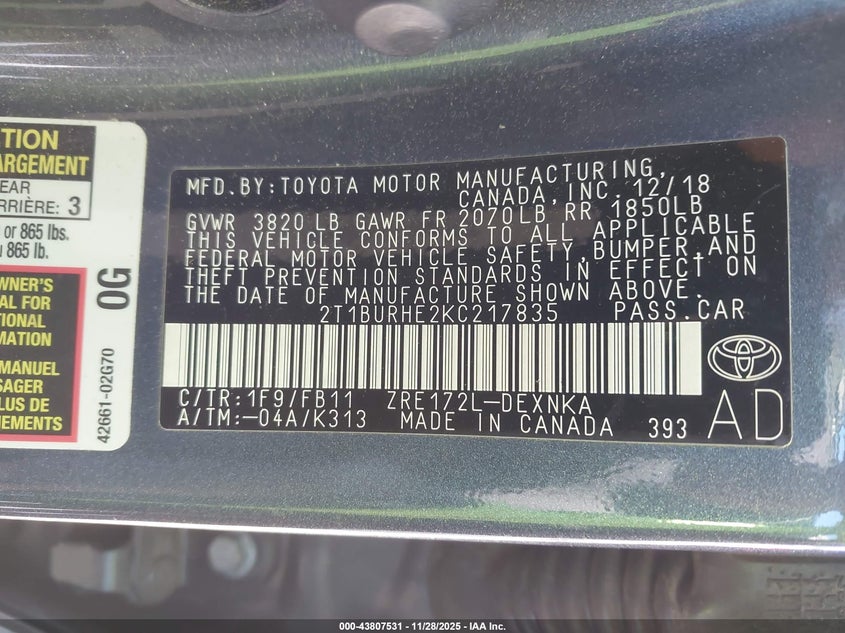 TION
ARGEMENT
EAR
RRIÈRE: 3
or 865 lbs.
865 lb.
WNER'S
AL FOR
TIONAL
RMATION
MANUEL
SAGER
LUS DE
NEMENTS
0G
42661-02G70
MFD. BY: TOYOTA MOTOR MANUFACTURING,
CANADA, INC. 12/18
GVWR 3820 LB GAWR FR 2070LB, RR 1850LB
THIS VEHICLE CONFORMS TO ALL APPLICABLE
FEDERAL MOTOR VEHICLE SAFETY, BUMPER, AND
THEFT PREVENTION STANDARDS IN EFFECT ON
THE DATE OF MANUFACTURE SHOWN ABOVE.
2T1BURHE2KC217835 PASS. CAR
C/TR: 1F9/FB11 ZRE172L-DEXNKA
A/TM: -04A/K313 MADE IN CANADA 393
AD
000-43807531 - 11/28/2025 - IAA Inc.